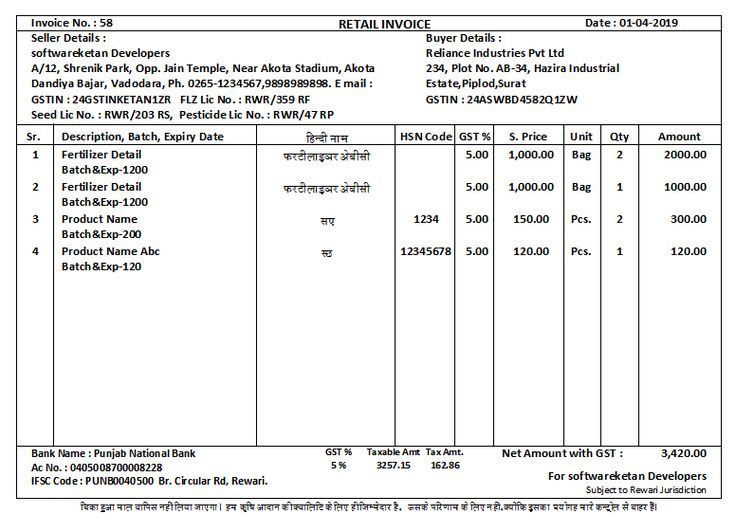 Invoice No. : 58 RETAIL INVOICE Date : 01-04-2019
Seller Details :
softwareketan Developers
A/12, Shrenik Park, Opp. Jain Temple, Near Akota Stadium, Akota
Dandiya Bajar, Vadodara, Ph. 0265-1234567,9898989898. E mail :
GSTIN : 24GSTINKETAN1ZR FLZ Lic No. : RWR/359 RF
Seed Lic No. : RWR/203 RS, Pesticide Lic No. : RWR/47 RP
Buyer Details :
Reliance Industries Pvt Ltd
234, Plot No. AB-34, Hazira Industrial
Estate,Piplod,Surat
GSTIN : 24ASWBD4582Q1ZW
Sr. Description, Batch, Expiry Date हिन्दी नाम HSN Code GST % S. Price Unit Qty Amount
1 Fertilizer Detail फरटीलाइञर अेबीसी 5.00 1,000.00 Bag 2 2000.00
Batch&Exp-1200
2 Fertilizer Detail फरटीलाइञर अेबीसी 5.00 1,000.00 Bag 1 1000.00
Batch&Exp-1200
3 Product Name सए 1234 5.00 150.00 Pcs. 2 300.00
Batch&Exp-200
4 Product Name Abc स्छ 12345678 5.00 120.00 Pcs. 1 120.00
Batch&Exp-120
Bank Name : Punjab National Bank
Ac No. : 0405008700008228
IFSC Code : PUNB0040500 Br. Circular Rd, Rewari.
GST % Taxable Amt Tax Amt.
5 % 3257.15 162.86
Net Amount with GST : 3,420.00
For softwareketan Developers
Subject to Rewari Jurisdiction
बिका हुआ माल वापिस नही लिया जाएगा। हम कृषि आदान की क्वालिटि के लिए ही जिम्मेदार है, उसके परिणाम के लिए नही, क्योंकि इसका प्रयोग हमारे कन्ट्रोल से बाहर हैं।